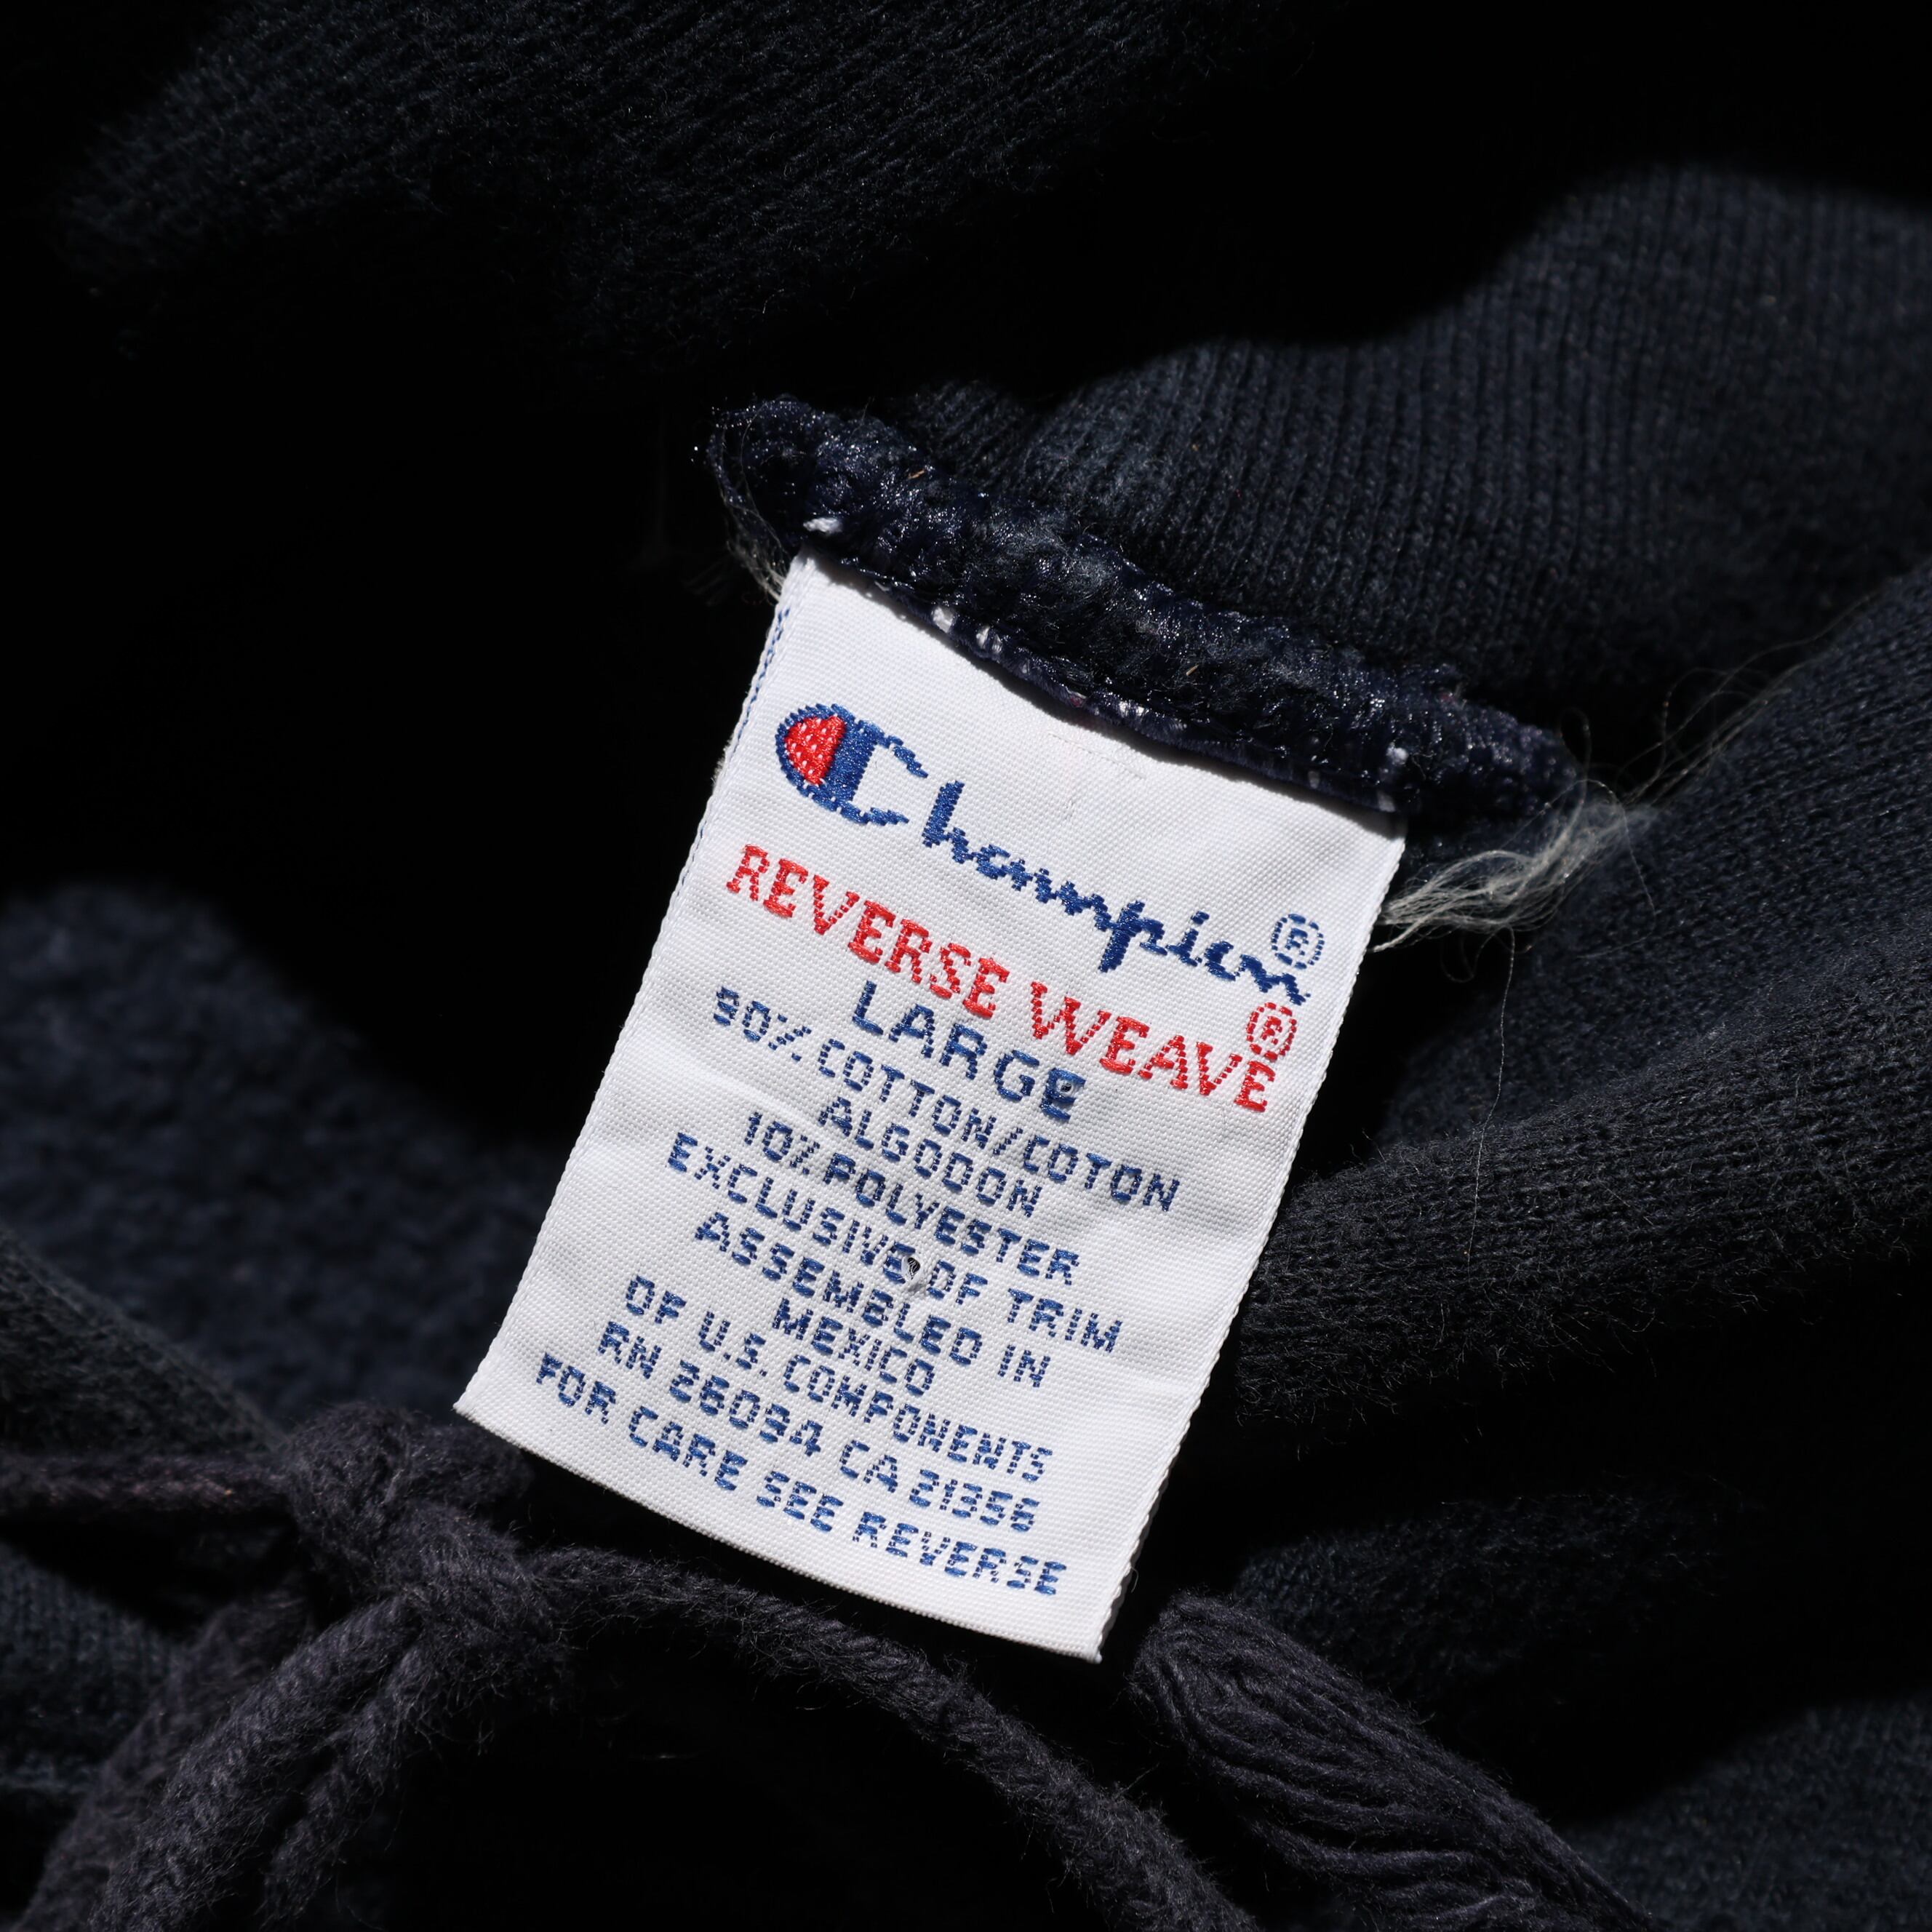 Champion®
REVERSE WEAVE®
LARGE
90% COTTON/COTON
ALGODON
10% POLYESTER
EXCLUSIVE OF TRIM
ASSEMBLED IN
MEXICO
OF U.S. COMPONENTS
RN 26094 CA 21356
FOR CARE SEE REVERSE